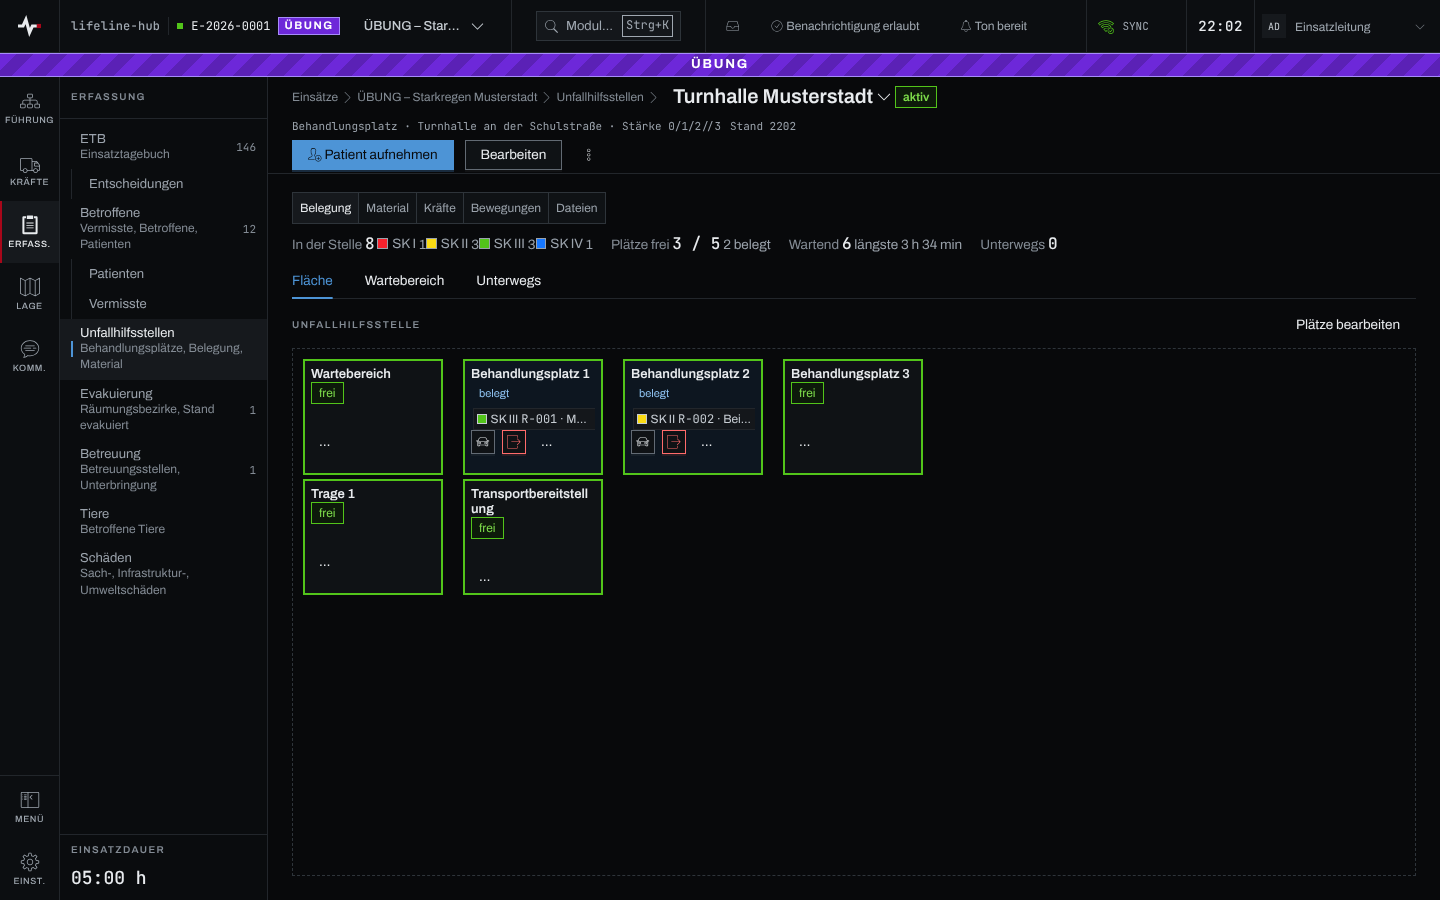 lifeline-hub E-2026-0001 ÜBUNG ÜBUNG – Star... Modul... Strg+K Benachrichtigung erlaubt Ton bereit SYNC 22:02 AD Einsatzleitung
ÜBUNG
FÜHRUNG
KRÄFTE
ERFASS.
LAGE
KOMM.
MENÜ
EINST.
ERFASSUNG
ETB
Einsatztagebuch 146
Entscheidungen
Betroffene
Vermisste, Betroffene, 12
Patienten
Patienten
Vermisste
Unfallhilfsstellen
Behandlungsplätze, Belegung,
Material
Evakuierung
Räumungsbezirke, Stand 1
evakuiert
Betreuung
Betreuungsstellen, 1
Unterbringung
Tiere
Betroffene Tiere
Schäden
Sach-, Infrastruktur-,
Umweltschäden
EINSATZDAUER
05:00 h
Einsätze ÜBUNG – Starkregen Musterstadt Unfallhilfsstellen Turnhalle Musterstadt aktiv
Behandlungsplatz · Turnhalle an der Schulstraße · Stärke 0/1/2//3 Stand 2202
Patient aufnehmen Bearbeiten
Belegung Material Kräfte Bewegungen Dateien
In der Stelle 8 SK I 1 SK II 3 SK III 3 SK IV 1 Plätze frei 3 / 5 2 belegt Wartend 6 längste 3 h 34 min Unterwegs 0
Fläche Wartebereich Unterwegs
UNFALLHILFSSTELLE Plätze bearbeiten
Wartebereich
frei
...
Behandlungsplatz 1
belegt
SK III R-001 · M...
...
Behandlungsplatz 2
belegt
SK II R-002 · Bei...
...
Behandlungsplatz 3
frei
...
Trage 1
frei
...
Transportbereitstell
ung
frei
...